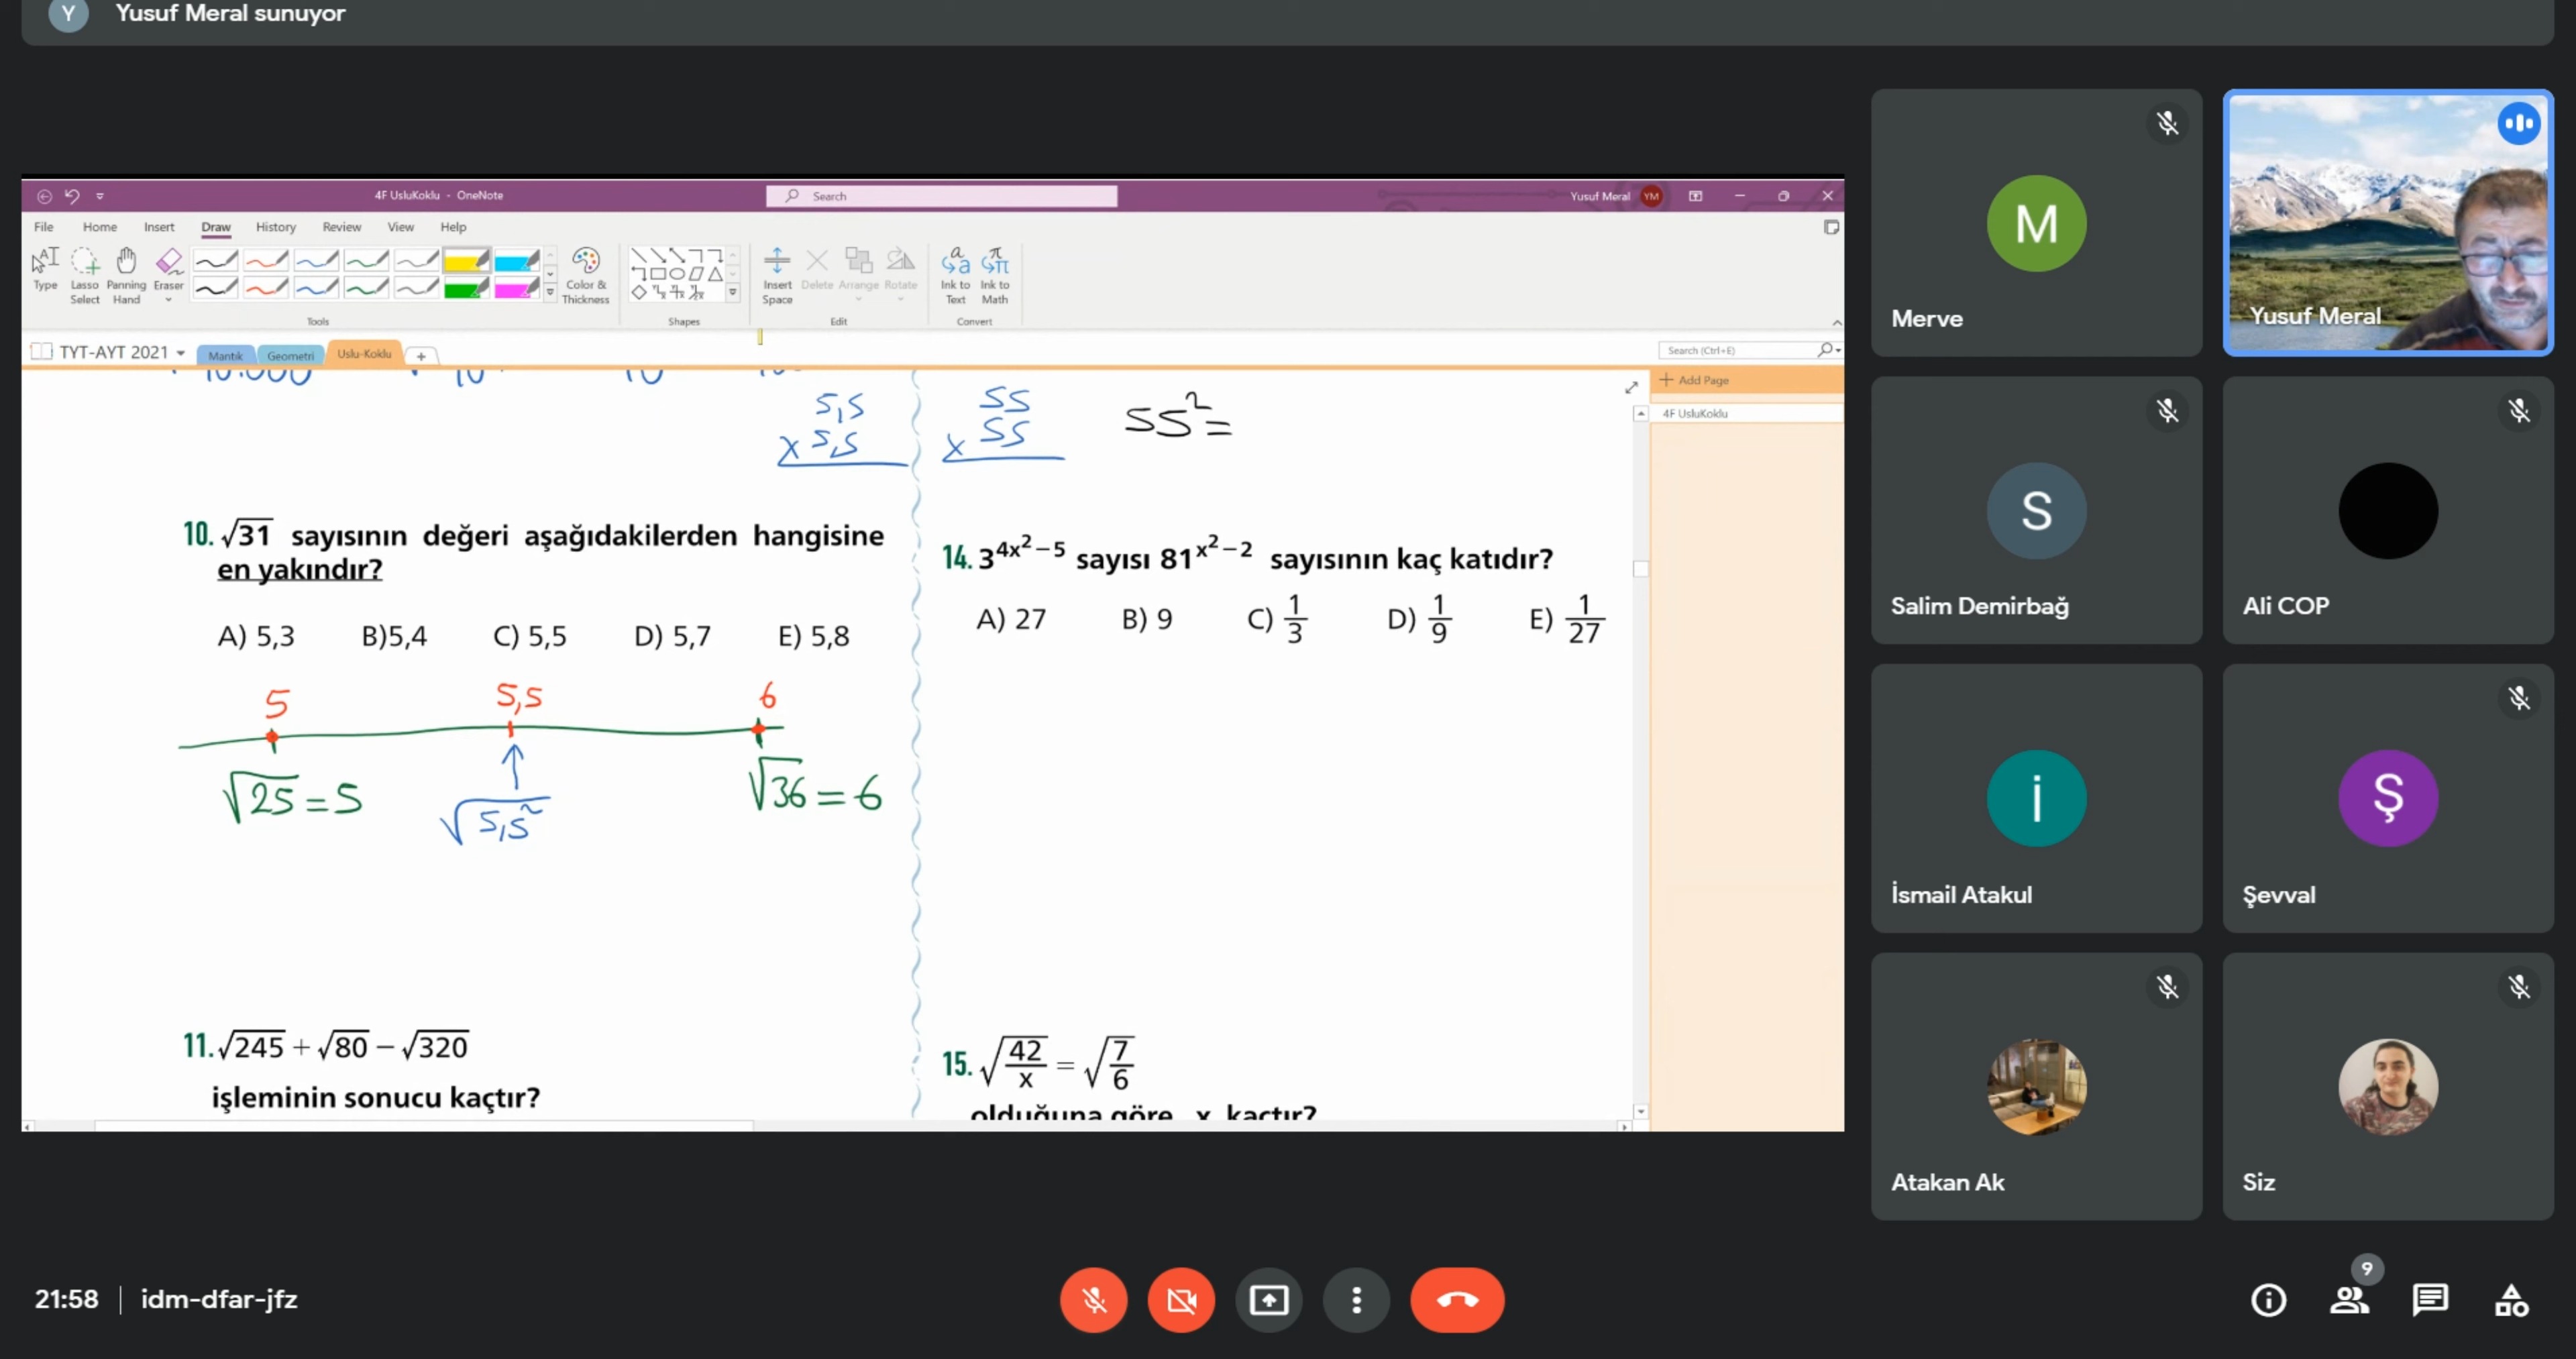 Y Yusuf Meral sunuyor
4F UsluKoklu - OneNote
Search
Yusuf Meral YM
File Home Insert Draw History Review View Help
Type
Lasso Select
Panning Hand
Eraser
Color & Thickness
Insert Space
Delete
Arrange
Rotate
Ink to Text
Ink to Math
Tools
Shapes
Edit
Convert
TYT-AYT 2021 Mantık Geometri Uslu-Koklu +
Search (Ctrl+E)
Add Page
4F UsluKoklu
5,5
x 5,5
55
x 55
55² =
10. √31 sayısının değeri aşağıdakilerden hangisine
en yakındır?
A) 5,3 B)5,4 C) 5,5 D) 5,7 E) 5,8
5 5,5 6
√25 = 5
√5,5²
√36 = 6
11. √245 + √80 − √320
işleminin sonucu kaçtır?
14. 3^(4x²−5) sayısı 81^(x²−2) sayısının kaç katıdır?
A) 27 B) 9 C) 1/3 D) 1/9 E) 1/27
15. √(42/x) = √(7/6)
olduğuna göre x kaçtır?
M
Merve
Yusuf Meral
S
Salim Demirbağ
Ali COP
İ
İsmail Atakul
Ş
Şevval
Atakan Ak
Siz
21:58 | idm-dfar-jfz
9